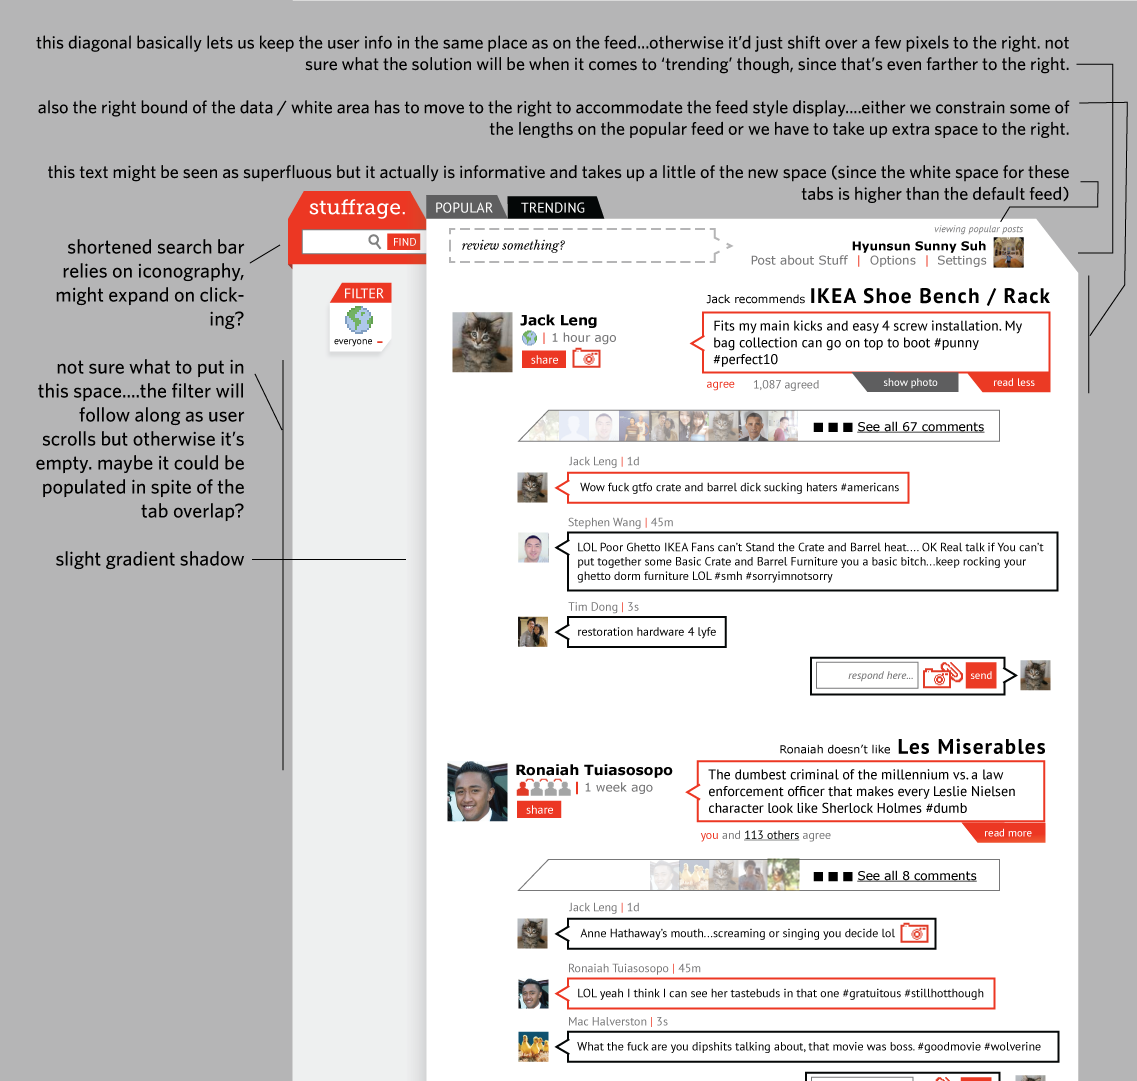 this diagonal basically lets us keep the user info in the same place as on the feed...otherwise it'd just shift over a few pixels to the right. not
sure what the solution will be when it comes to 'trending' though, since that's even farther to the right.
also the right bound of the data / white area has to move to the right to accommodate the feed style display....either we constrain some of
the lengths on the popular feed or we have to take up extra space to the right.
this text might be seen as superfluous but it actually is informative and takes up a little of the new space (since the white space for these
tabs is higher than the default feed)
stuffrage.
POPULAR
TRENDING
FIND
review something?
viewing popular posts
Hyunsun Sunny Suh
Post about Stuff | Options | Settings
shortened search bar
relies on iconography,
might expand on click-
ing?
FILTER
everyone
not sure what to put in
this space....the filter will
follow along as user
scrolls but otherwise it's
empty. maybe it could be
populated in spite of the
tab overlap?
slight gradient shadow
Jack recommends IKEA Shoe Bench / Rack
Jack Leng
| 1 hour ago
share
Fits my main kicks and easy 4 screw installation. My
bag collection can go on top to boot #punny
#perfect10
agree 1,087 agreed
show photo
read less
See all 67 comments
Jack Leng | 1d
Wow fuck gtfo crate and barrel dick sucking haters #americans
Stephen Wang | 45m
LOL Poor Ghetto IKEA Fans can't Stand the Crate and Barrel heat.... OK Real talk if You can't
put together some Basic Crate and Barrel Furniture you a basic bitch...keep rocking your
ghetto dorm furniture LOL #smh #sorryimnotsorry
Tim Dong | 3s
restoration hardware 4 lyfe
respond here...
send
Ronaiah doesn't like Les Miserables
Ronaiah Tuiasosopo
| 1 week ago
share
The dumbest criminal of the millennium vs. a law
enforcement officer that makes every Leslie Nielsen
character look like Sherlock Holmes #dumb
you and 113 others agree
read more
See all 8 comments
Jack Leng | 1d
Anne Hathaway's mouth...screaming or singing you decide lol
Ronaiah Tuiasosopo | 45m
LOL yeah I think I can see her tastebuds in that one #gratuitous #stillhotthough
Mac Halverston | 3s
What the fuck are you dipshits talking about, that movie was boss. #goodmovie #wolverine